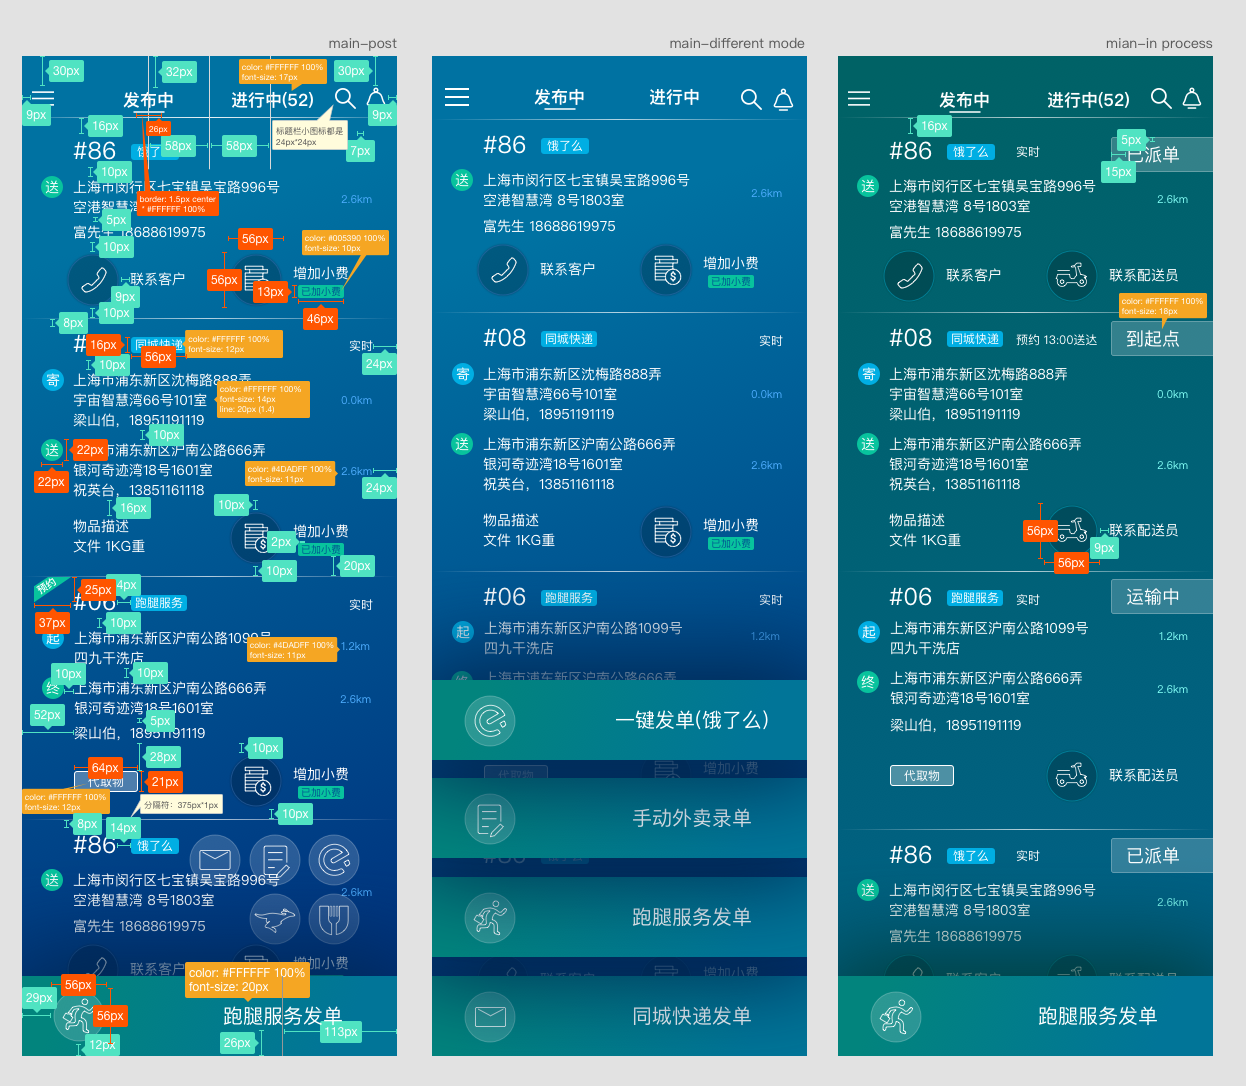 main-post
30px
32px
color: #FFFFFF 100%
font-size: 17px
30px
发布中
进行中(52)
9px
9px
16px
26px
标题栏小图标都是
24px*24px
#86
饿了么
58px
58px
7px
10px
送
上海市闵行区七宝镇吴宝路996号
2.6km
空港智慧湾
border: 1.5px center
* #FFFFFF 100%
5px
富先生 18688619975
10px
56px
color: #005390 100%
font-size: 10px
联系客户
56px
增加小费
13px
已加小费
9px
10px
46px
8px
16px
同城快递
color: #FFFFFF 100%
font-size: 12px
实时
56px
10px
24px
寄
上海市浦东新区沈梅路888弄
color: #FFFFFF 100%
font-size: 14px
line: 20px (1.4)
宇宙智慧湾66号101室
0.0km
梁山伯，18951191119
10px
送
22px
市浦东新区沪南公路666弄
银河奇迹湾18号1601室
color: #4DADFF 100%
font-size: 11px
2.6km
22px
祝英台，13851161118
24px
16px
10px
物品描述
增加小费
文件 1KG重
2px
已加小费
10px
20px
预约
25px
4px
#06
跑腿服务
实时
37px
10px
起
上海市浦东新区沪南公路1099号
color: #4DADFF 100%
font-size: 11px
1.2km
四九干洗店
10px
10px
终
上海市浦东新区沪南公路666弄
2.6km
银河奇迹湾18号1601室
52px
5px
梁山伯，18951191119
10px
28px
64px
代取物
21px
增加小费
已加小费
color: #FFFFFF 100%
font-size: 12px
分隔符：375px*1px
8px
14px
10px
#86
饿了么
送
上海市闵行区七宝镇吴宝路996号
2.6km
空港智慧湾 8号1803室
富先生 18688619975
联系客户
增加小费
color: #FFFFFF 100%
font-size: 20px
56px
29px
56px
跑腿服务发单
113px
12px
26px
main-different mode
发布中
进行中
#86
饿了么
送
上海市闵行区七宝镇吴宝路996号
2.6km
空港智慧湾 8号1803室
富先生 18688619975
联系客户
增加小费
已加小费
#08
同城快递
实时
寄
上海市浦东新区沈梅路888弄
宇宙智慧湾66号101室
0.0km
梁山伯，18951191119
送
上海市浦东新区沪南公路666弄
银河奇迹湾18号1601室
2.6km
祝英台，13851161118
物品描述
增加小费
文件 1KG重
已加小费
#06
跑腿服务
实时
起
上海市浦东新区沪南公路1099号
1.2km
四九干洗店
终
上海市浦东新区沪南公路666弄
一键发单(饿了么)
代取物
增加小费
手动外卖录单
#86
跑腿服务发单
联系客户
增加小费
同城快递发单
mian-in process
发布中
进行中(52)
16px
5px
#86
饿了么
实时
已派单
15px
送
上海市闵行区七宝镇吴宝路996号
2.6km
空港智慧湾 8号1803室
富先生 18688619975
联系客户
联系配送员
color: #FFFFFF 100%
font-size: 18px
#08
同城快递
预约 13:00送达
到起点
寄
上海市浦东新区沈梅路888弄
宇宙智慧湾66号101室
0.0km
梁山伯，18951191119
送
上海市浦东新区沪南公路666弄
银河奇迹湾18号1601室
2.6km
祝英台，13851161118
物品描述
56px
联系配送员
文件 1KG重
9px
56px
#06
跑腿服务
实时
运输中
起
上海市浦东新区沪南公路1099号
1.2km
四九干洗店
终
上海市浦东新区沪南公路666弄
2.6km
银河奇迹湾18号1601室
梁山伯，18951191119
代取物
联系配送员
#86
饿了么
实时
已派单
送
上海市闵行区七宝镇吴宝路996号
2.6km
空港智慧湾 8号1803室
富先生 18688619975
联系客户
联系配送员
跑腿服务发单